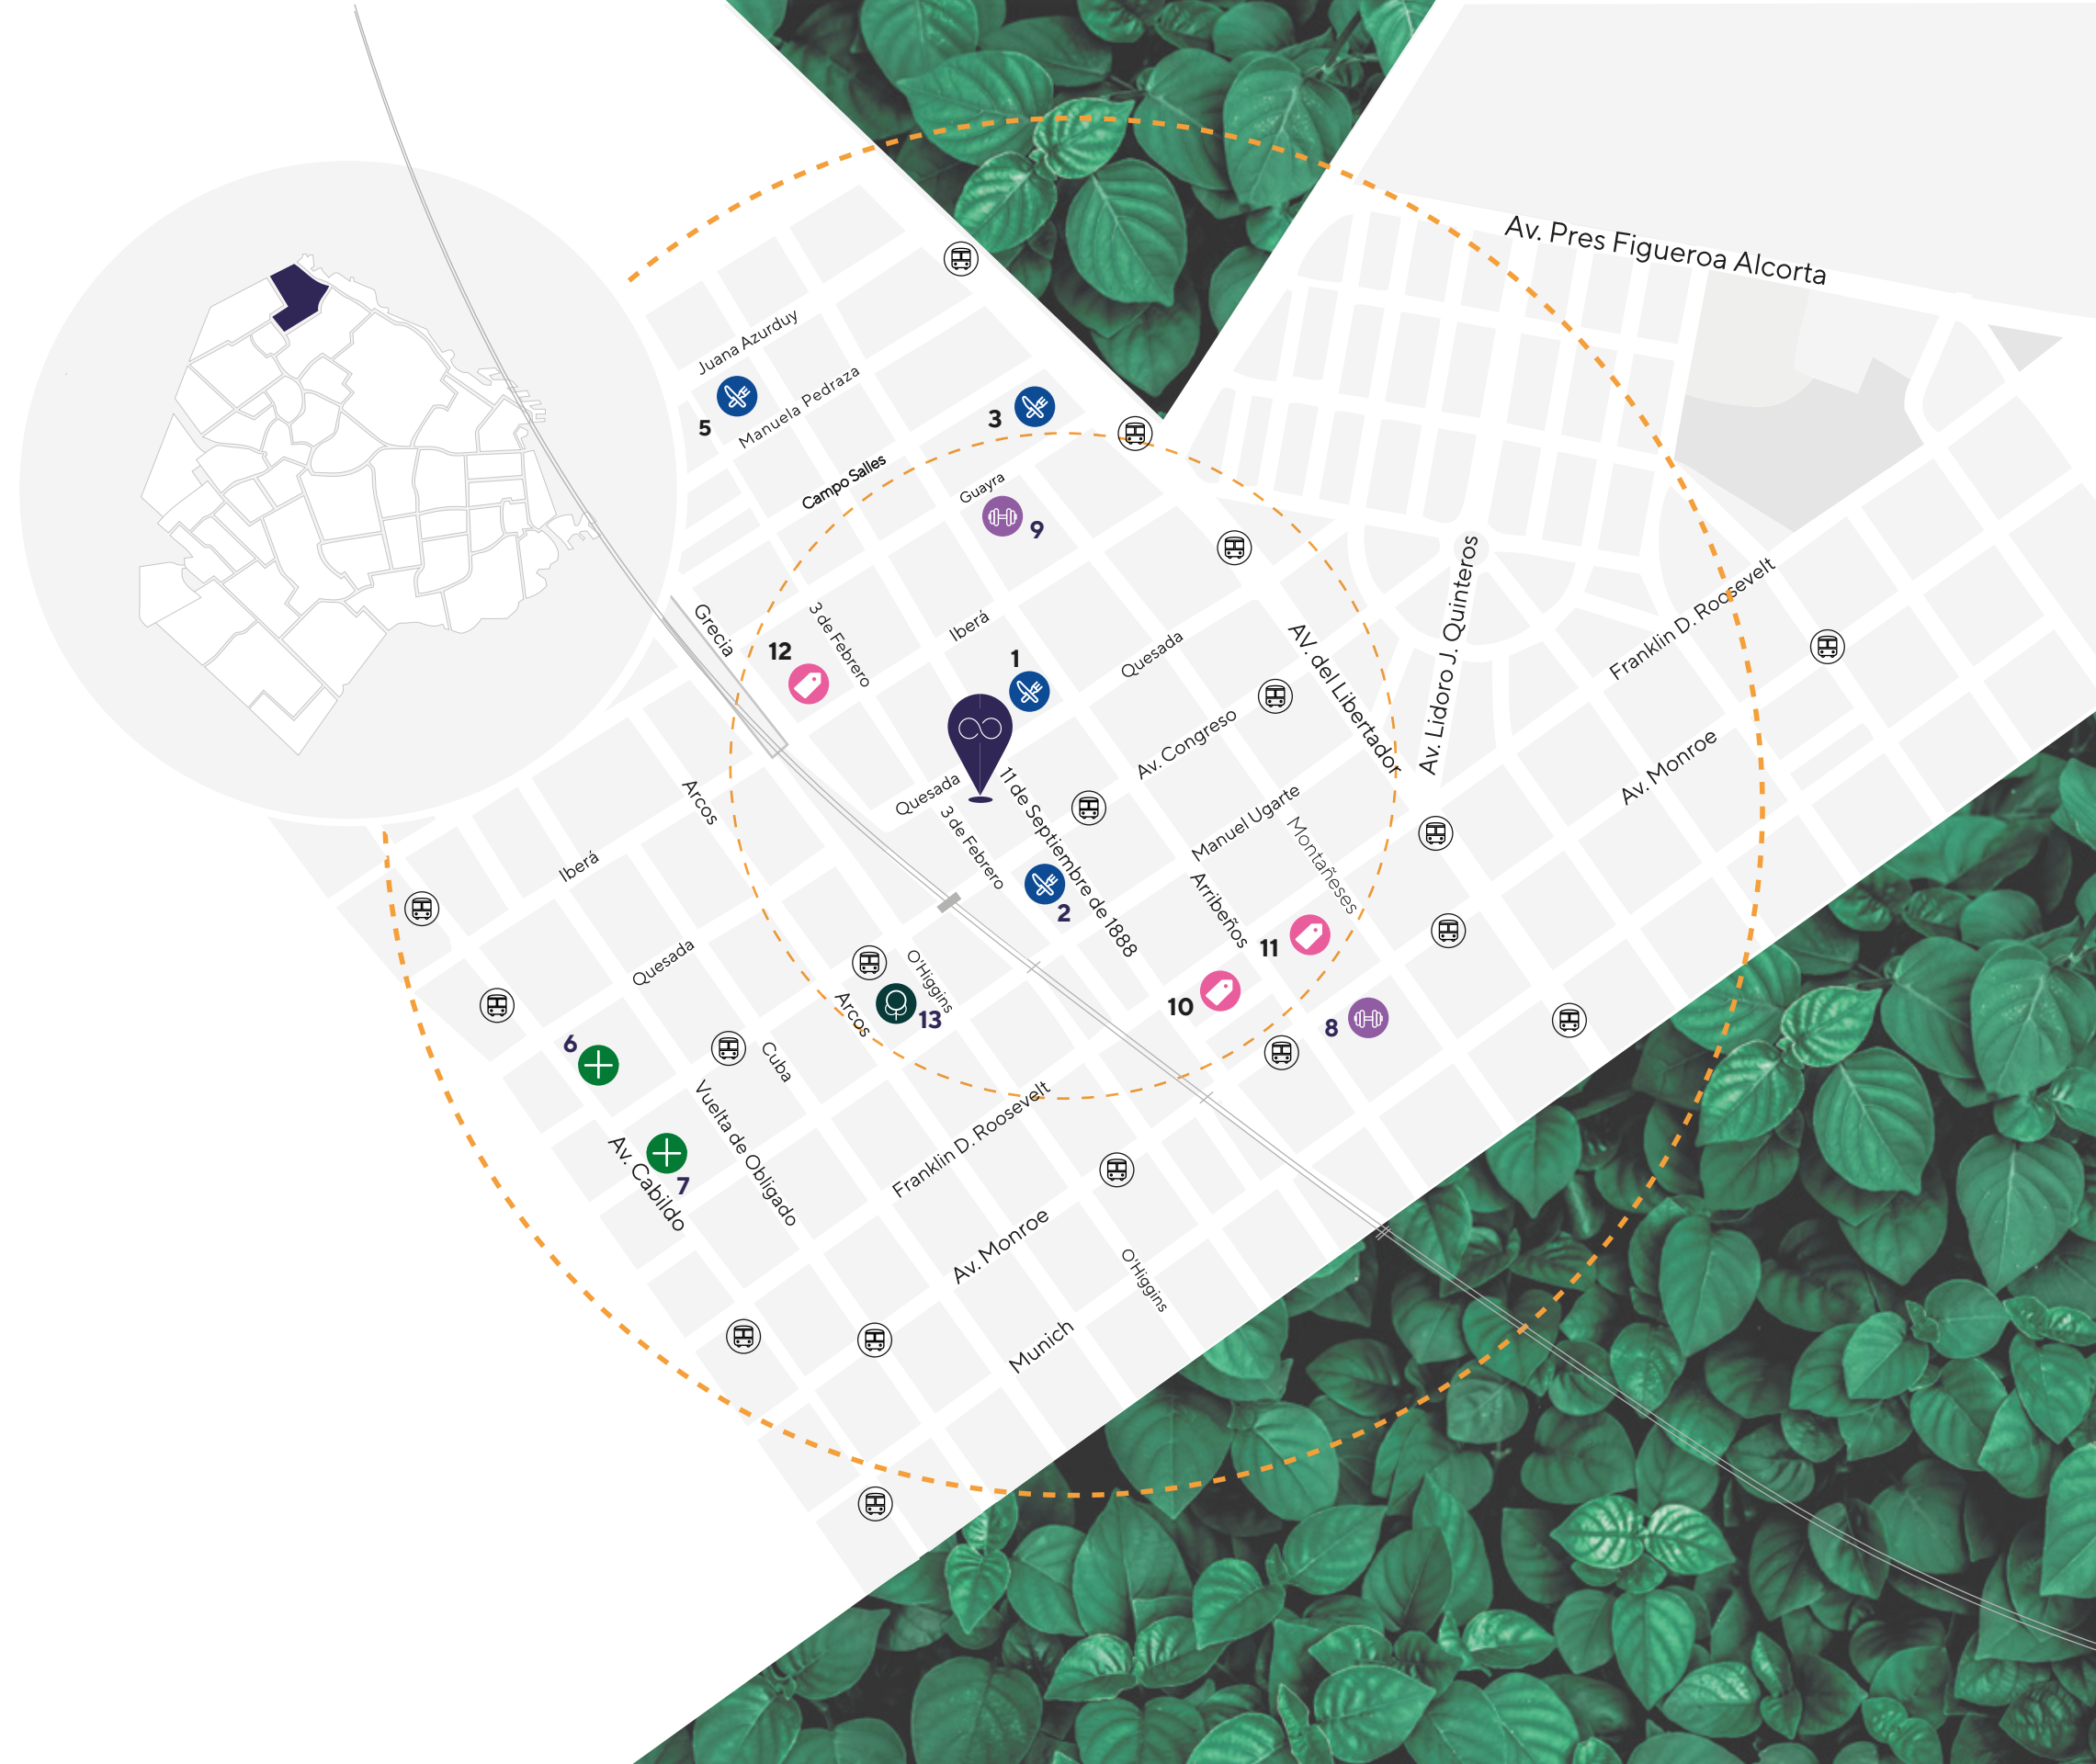 Av. Pres Figueroa Alcorta
Juana Azurduy
5
Manuela Pedraza
3
Campo Salles
Guayra
9
Grecia
3 de Febrero
12
Iberá
1
Quesada
AV. del Libertador
Av. Lidoro J. Quinteros
Franklin D. Roosevelt
Av. Congreso
Av. Monroe
Arcos
Quesada
11 de Septiembre de 1888
3 de Febrero
Manuel Ugarte
Montañeses
Iberá
2
Arribeños
11
Quesada
O'Higgins
Arcos
13
10
8
6
Cuba
Vuelta de Obligado
Franklin D. Roosevelt
Av. Cabildo
7
Av. Monroe
O'Higgins
Munich